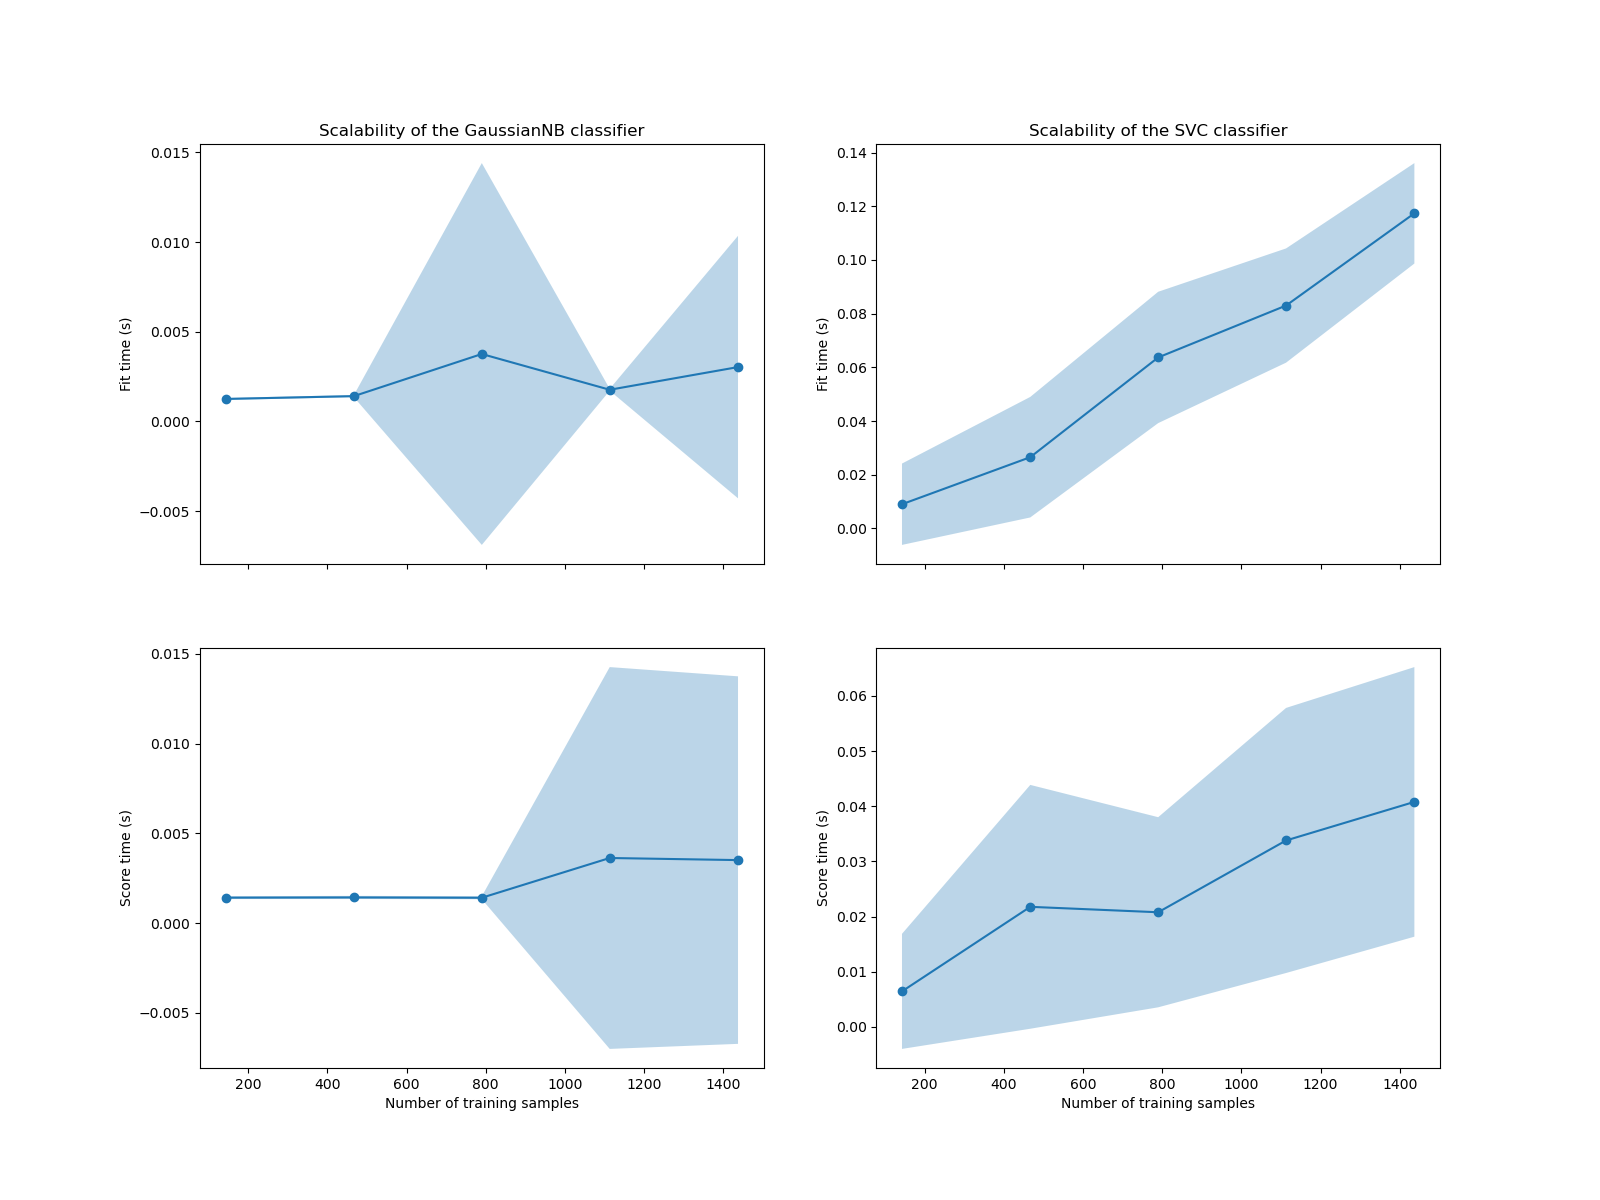 Scalability of the GaussianNB classifier
0.015
0.010
0.005
0.000
−0.005
Fit time (s)
Scalability of the SVC classifier
0.14
0.12
0.10
0.08
0.06
0.04
0.02
0.00
Fit time (s)
0.015
0.010
0.005
0.000
−0.005
Score time (s)
200 400 600 800 1000 1200 1400
Number of training samples
0.06
0.05
0.04
0.03
0.02
0.01
0.00
Score time (s)
200 400 600 800 1000 1200 1400
Number of training samples